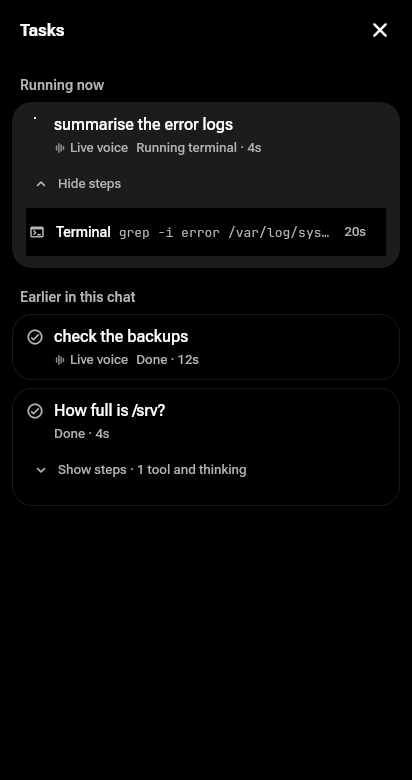 Tasks
Running now
summarise the error logs
Live voice Running terminal · 4s
Hide steps
Terminal grep -i error /var/log/sys… 20s
Earlier in this chat
check the backups
Live voice Done · 12s
How full is /srv?
Done · 4s
Show steps · 1 tool and thinking